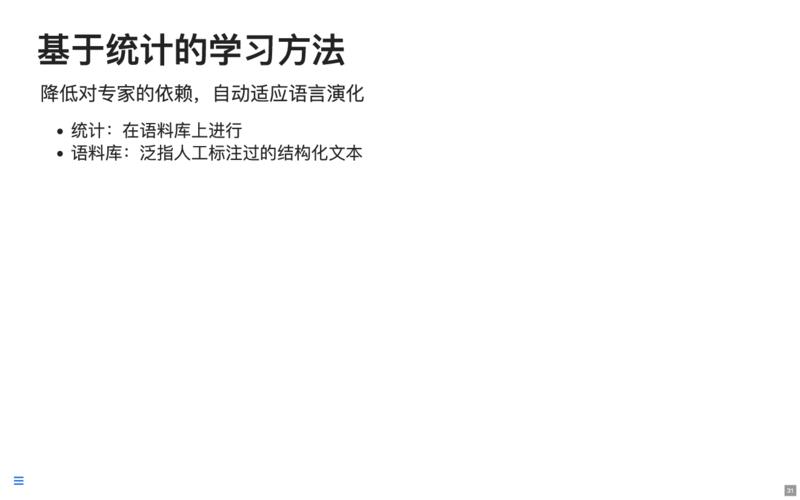 基于统计的学习方法
降低对专家的依赖，自动适应语言演化
• 统计：在语料库上进行
• 语料库：泛指人工标注过的结构化文本
31